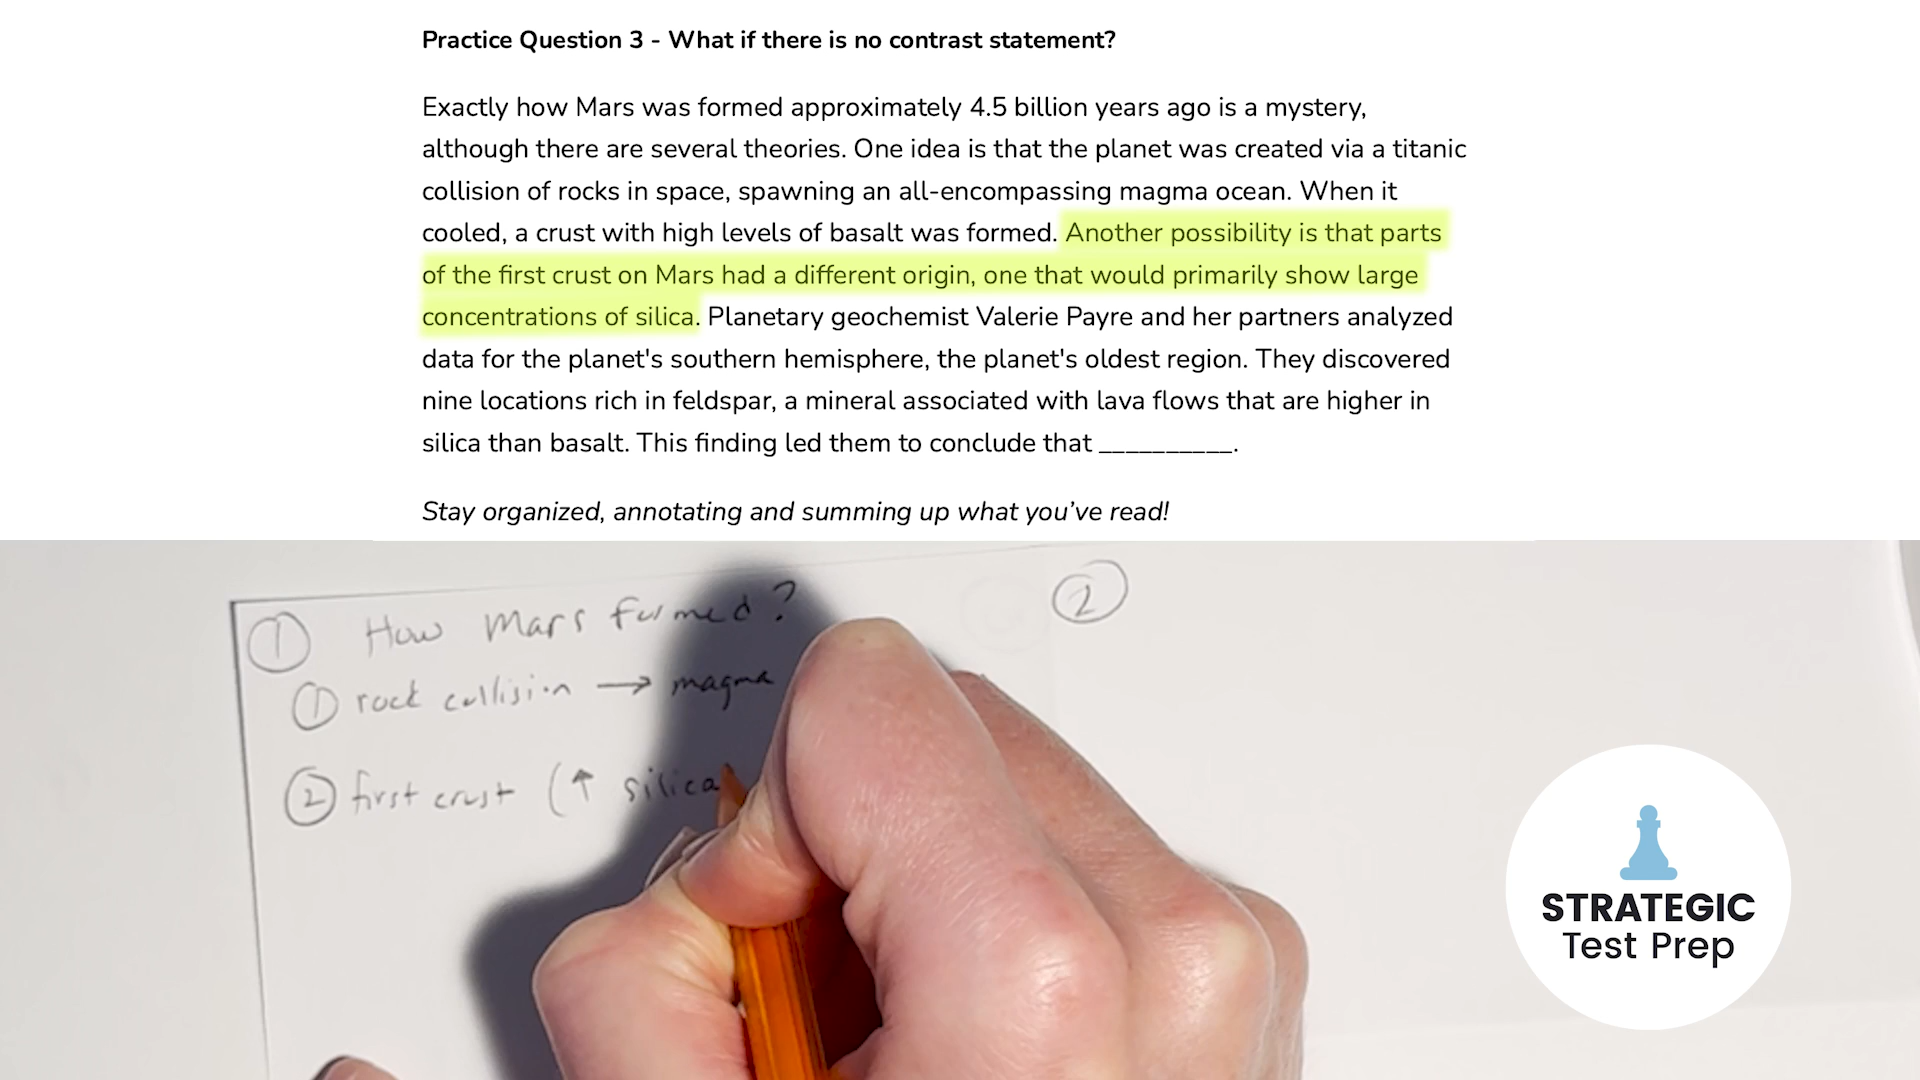 Practice Question 3 - What if there is no contrast statement?
Exactly how Mars was formed approximately 4.5 billion years ago is a mystery,
although there are several theories. One idea is that the planet was created via a titanic
collision of rocks in space, spawning an all-encompassing magma ocean. When it
cooled, a crust with high levels of basalt was formed. Another possibility is that parts
of the first crust on Mars had a different origin, one that would primarily show large
concentrations of silica. Planetary geochemist Valerie Payre and her partners analyzed
data for the planet's southern hemisphere, the planet's oldest region. They discovered
nine locations rich in feldspar, a mineral associated with lava flows that are higher in
silica than basalt. This finding led them to conclude that __________.
Stay organized, annotating and summing up what you’ve read!
① How Mars formed?
① rock collision → magma
② first crust (↑ silica
②
STRATEGIC
Test Prep